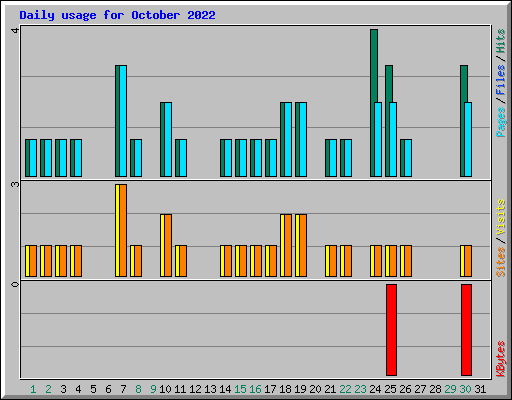 Daily usage for October 2022
4
Pages / Files / Hits
3
Sites / Visits
0
KBytes
1 2 3 4 5 6 7 8 9 10 11 12 13 14 15 16 17 18 19 20 21 22 23 24 25 26 27 28 29 30 31